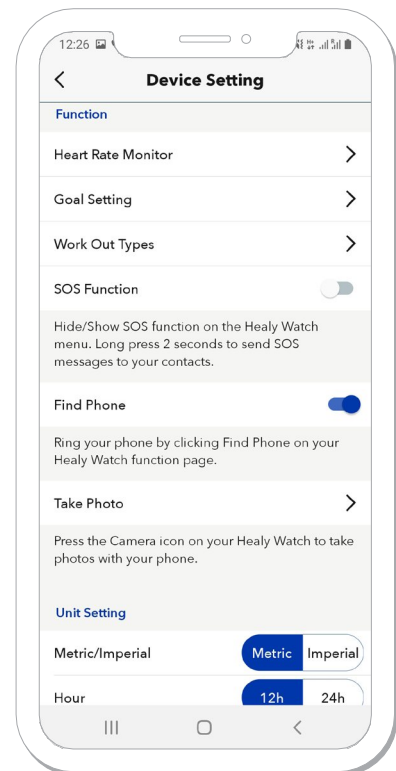 12:26
Device Setting
Function
Heart Rate Monitor
Goal Setting
Work Out Types
SOS Function
Hide/Show SOS function on the Healy Watch
menu. Long press 2 seconds to send SOS
messages to your contacts.
Find Phone
Ring your phone by clicking Find Phone on your
Healy Watch function page.
Take Photo
Press the Camera icon on your Healy Watch to take
photos with your phone.
Unit Setting
Metric/Imperial Metric Imperial
Hour 12h 24h